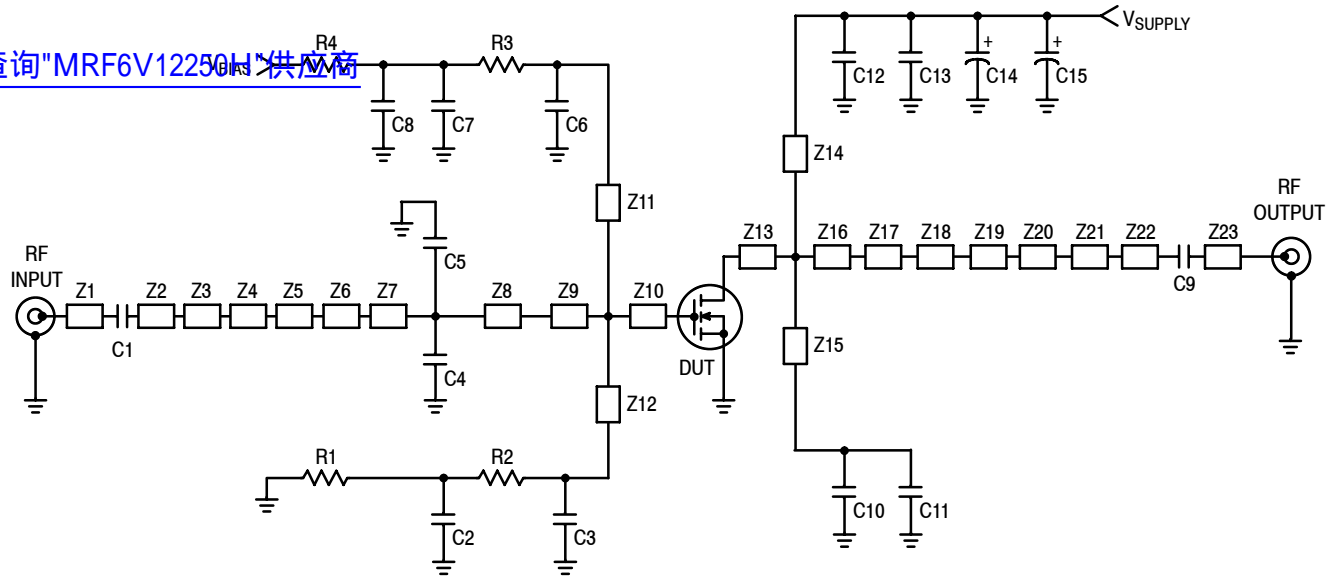 查询"MRF6V12250H"供应商
VBIAS
R4
R3
C8
C7
C6
Z11
VSUPPLY
C12
C13
+
C14
+
C15
Z14
RF
INPUT
Z1
C1
Z2
Z3
Z4
Z5
Z6
Z7
C5
C4
Z8
Z9
Z10
DUT
Z12
Z13
Z16
Z17
Z18
Z19
Z20
Z21
Z22
C9
Z23
RF
OUTPUT
Z15
R1
R2
C2
C3
C10
C11